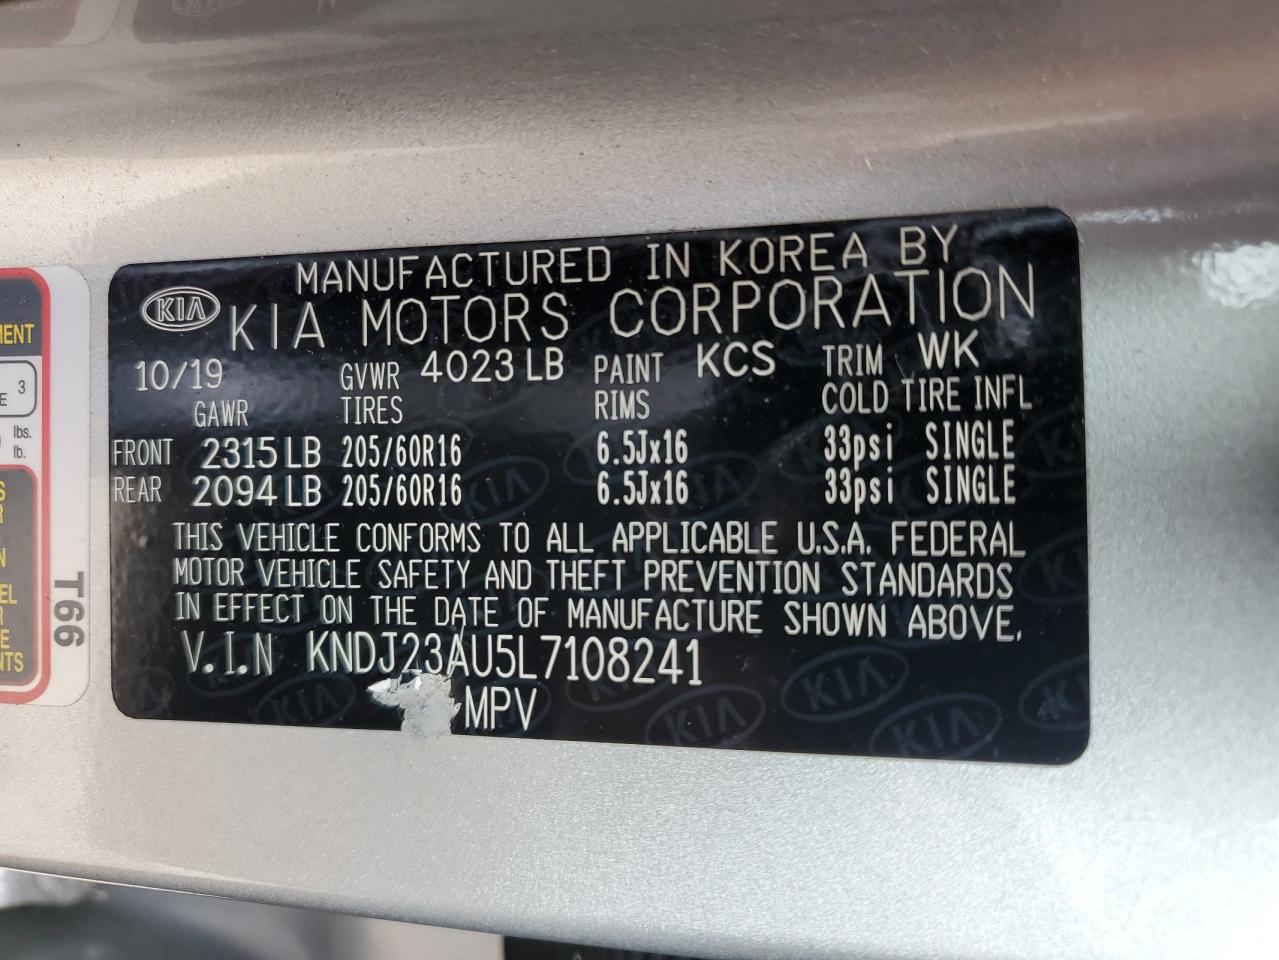 MANUFACTURED IN KOREA BY
KIA KIA MOTORS CORPORATION
10/19 GVWR 4023 LB PAINT KCS TRIM WK
GAWR TIRES RIMS COLD TIRE INFL
FRONT 2315 LB 205/60R16 6.5Jx16 33psi SINGLE
REAR 2094 LB 205/60R16 6.5Jx16 33psi SINGLE
THIS VEHICLE CONFORMS TO ALL APPLICABLE U.S.A. FEDERAL
MOTOR VEHICLE SAFETY AND THEFT PREVENTION STANDARDS
IN EFFECT ON THE DATE OF MANUFACTURE SHOWN ABOVE.
V.I.N KNDJ23AU5L7108241
MPV
3
lbs.
lb.
T66